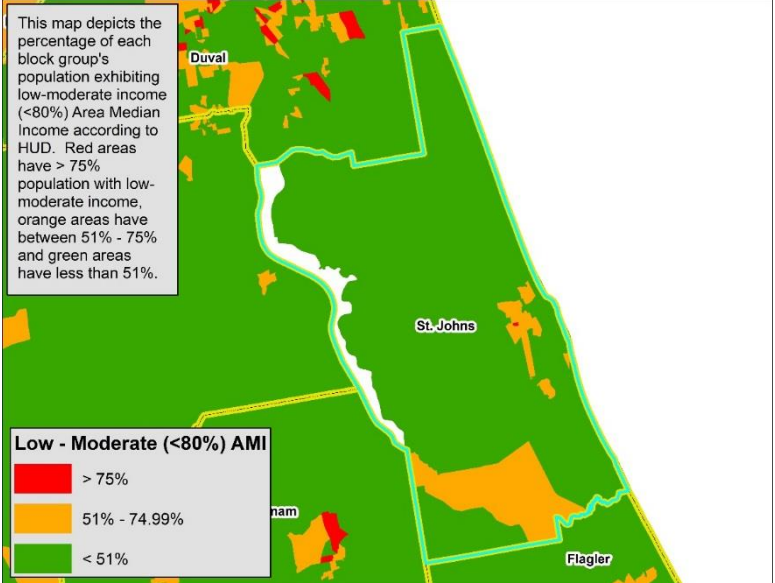 This map depicts the
percentage of each
block group's
population exhibiting
low-moderate income
(<80%) Area Median
Income according to
HUD. Red areas
have > 75%
population with low-
moderate income,
orange areas have
between 51% - 75%
and green areas
have less than 51%.
Duval
St. Johns
Low - Moderate (<80%) AMI
> 75%
51% - 74.99%
< 51%
nam
Flagler